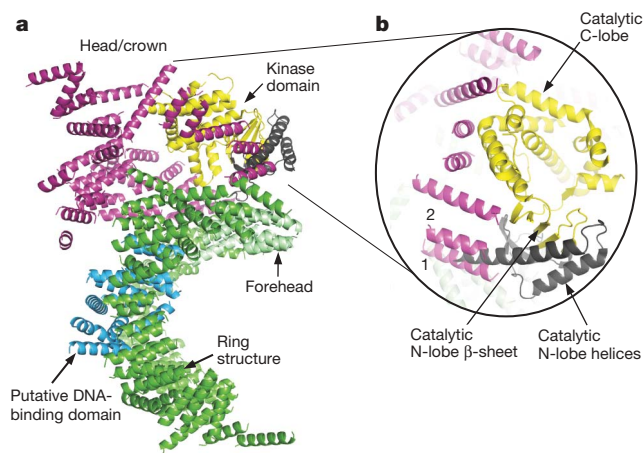 a
Head/crown
Kinase
domain
Forehead
Ring
structure
Putative DNA-
binding domain
b
Catalytic
C-lobe
2
1
Catalytic
N-lobe β-sheet
Catalytic
N-lobe helices